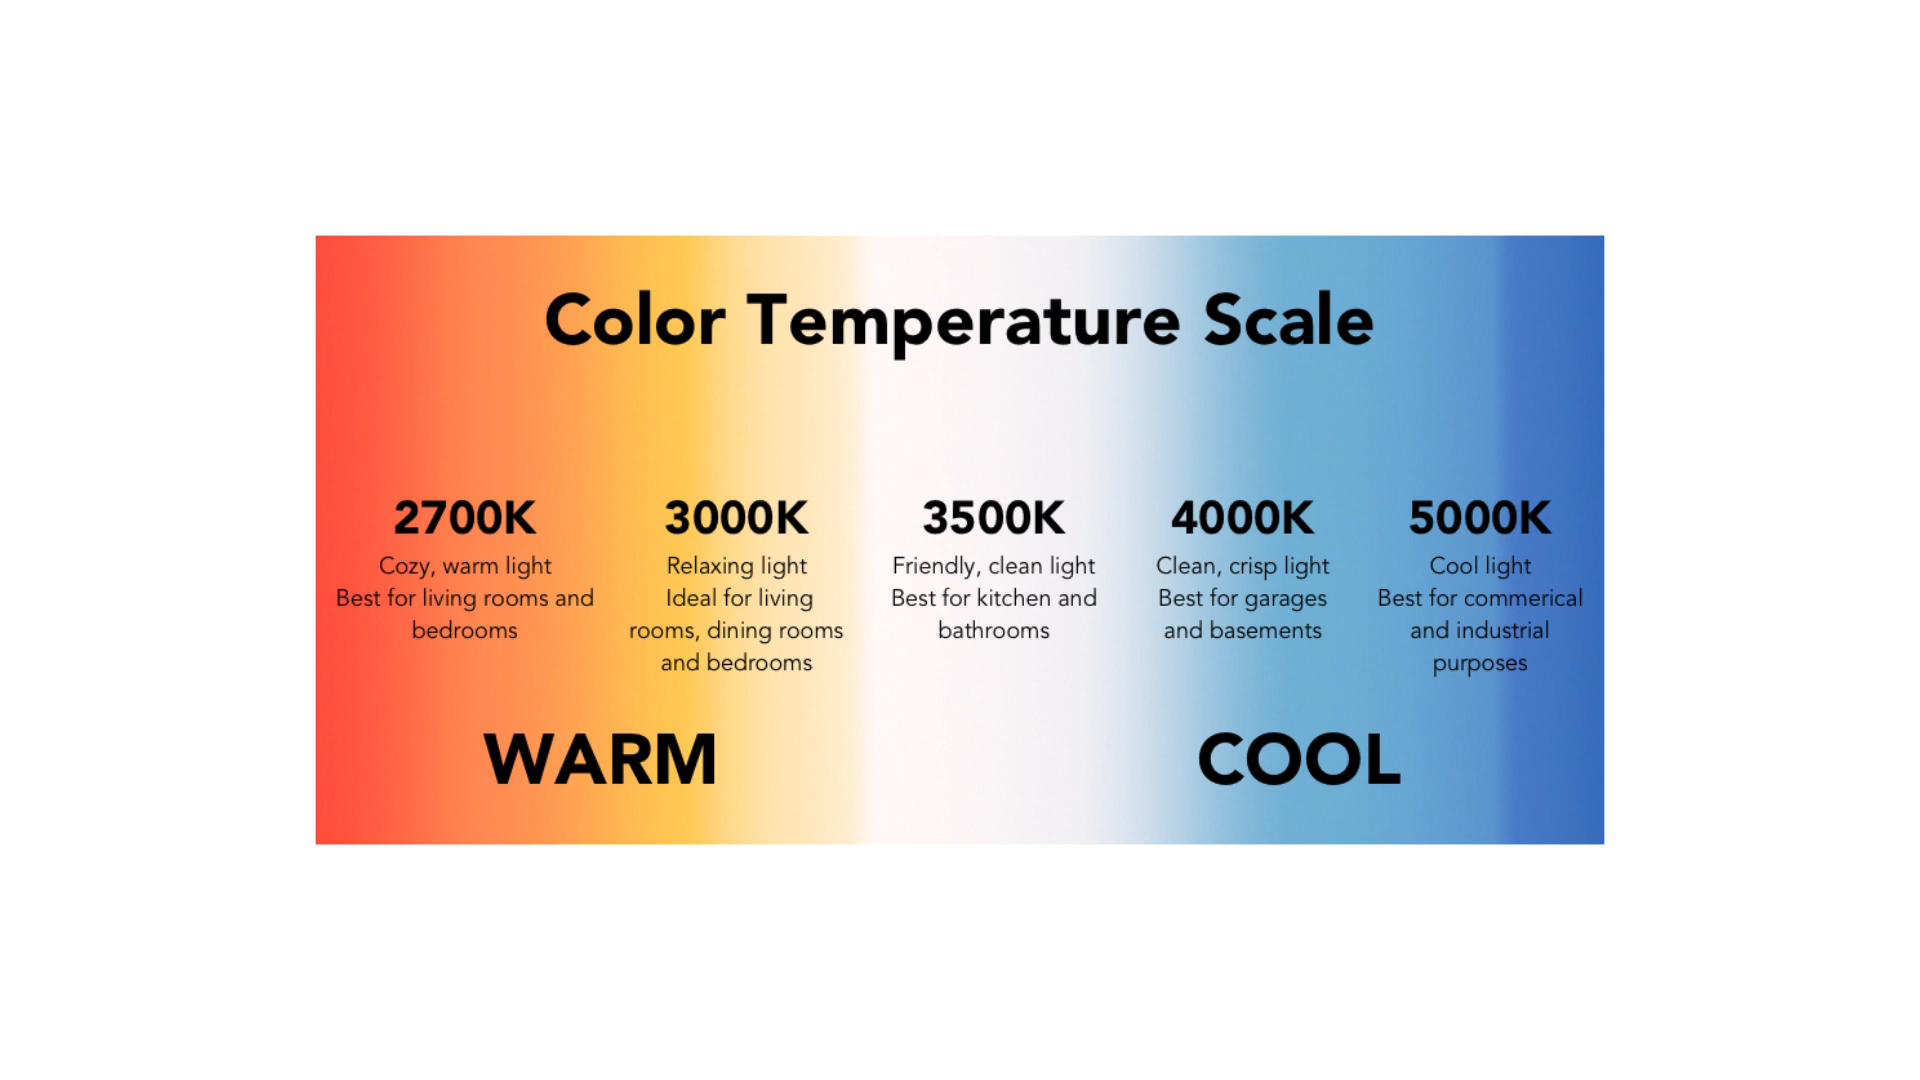 Color Temperature Scale
2700K
Cozy, warm light
Best for living rooms and
bedrooms
3000K
Relaxing light
Ideal for living
rooms, dining rooms
and bedrooms
3500K
Friendly, clean light
Best for kitchen and
bathrooms
4000K
Clean, crisp light
Best for garages
and basements
5000K
Cool light
Best for commerical
and industrial
purposes
WARM
COOL